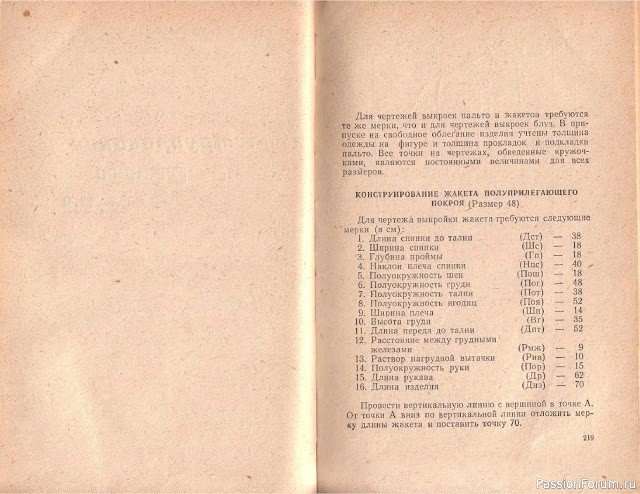 Для чертежей выкроек пальто и жакетов требуются
те же мерки, что и для чертежей выкроек блуз. В при-
пуске на свободное облегание изделия учтены толщина
одежды на фигуре и толщина прокладок и подкладки
пальто. Все точки на чертежах, обведенные кружоч-
ками, являются постоянными величинами для всех
размеров.
КОНСТРУИРОВАНИЕ ЖАКЕТА ПОЛУПРИЛЕГАЮЩЕГО
ПОКРОЯ (Размер 48)
Для чертежа выкройки жакета требуются следующие
мерки (в см):
1. Длина спинки до талии (Дст) — 38
2. Ширина спинки (Шс) — 18
3. Глубина проймы (Гп) — 18
4. Наклон плеча спинки (Нпс) — 40
5. Полуокружность шеи (Пош) — 18
6. Полуокружность груди (Пог) — 48
7. Полуокружность талии (Пот) — 38
8. Полуокружность ягодиц (Поя) — 52
9. Ширина плеча (Шп) — 14
10. Высота груди (Вг) — 35
11. Длина переда до талии (Дпт) — 52
12. Расстояние между грудными
железами (Рмж) — 9
13. Раствор нагрудной вытачки (Рнв) — 10
14. Полуокружность руки (Пор) — 15
15. Длина рукава (Др) — 62
16. Длина изделия (Диз) — 70
Провести вертикальную линию с вершиной в точке А.
От точки А вниз по вертикальной линии отложить мер-
ку длины жакета и поставить точку 70.
219
PassionForum.ru